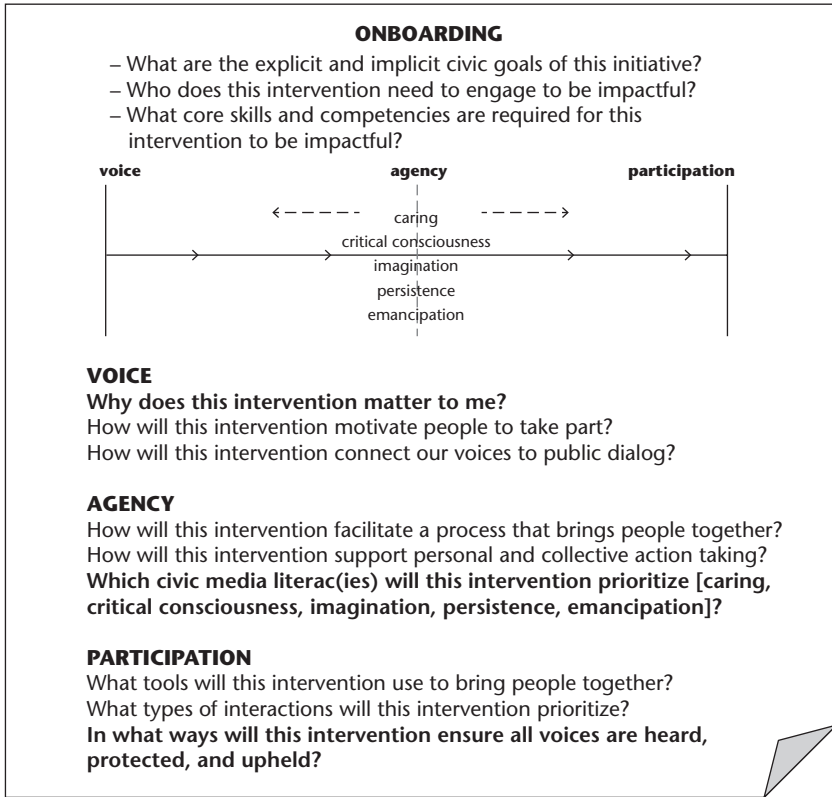 ONBOARDING
– What are the explicit and implicit civic goals of this initiative?
– Who does this intervention need to engage to be impactful?
– What core skills and competencies are required for this
intervention to be impactful?
voice agency participation
caring
critical consciousness
imagination
persistence
emancipation
VOICE
Why does this intervention matter to me?
How will this intervention motivate people to take part?
How will this intervention connect our voices to public dialog?
AGENCY
How will this intervention facilitate a process that brings people together?
How will this intervention support personal and collective action taking?
Which civic media literac(ies) will this intervention prioritize [caring,
critical consciousness, imagination, persistence, emancipation]?
PARTICIPATION
What tools will this intervention use to bring people together?
What types of interactions will this intervention prioritize?
In what ways will this intervention ensure all voices are heard,
protected, and upheld?